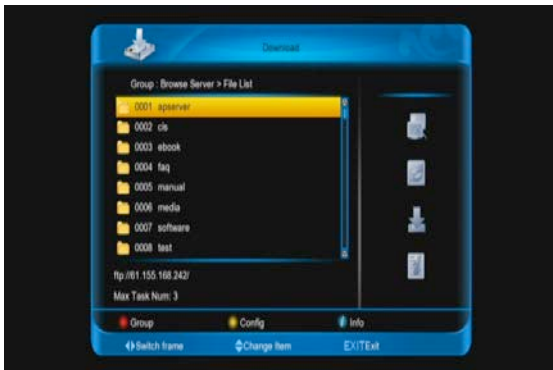 Download
Group : Browse Server > File List
0001 apserver
0002 cis
0003 ebook
0004 faq
0005 manual
0006 media
0007 software
0008 test
ftp://61.155.168.242/
Max Task Num: 3
Group Config Info
Switch frame Change Item EXITExit